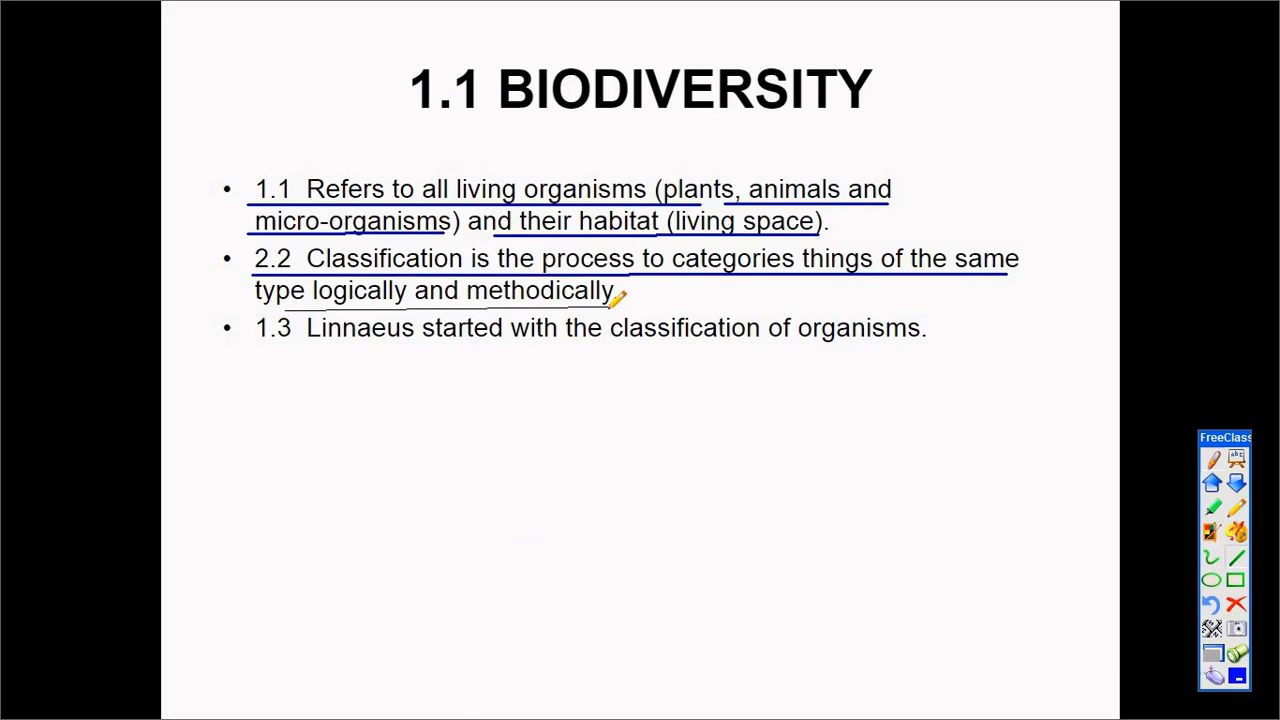 1.1 BIODIVERSITY
• 1.1 Refers to all living organisms (plants, animals and
micro-organisms) and their habitat (living space).
• 2.2 Classification is the process to categories things of the same
type logically and methodically
• 1.3 Linnaeus started with the classification of organisms.
FreeClass
abc